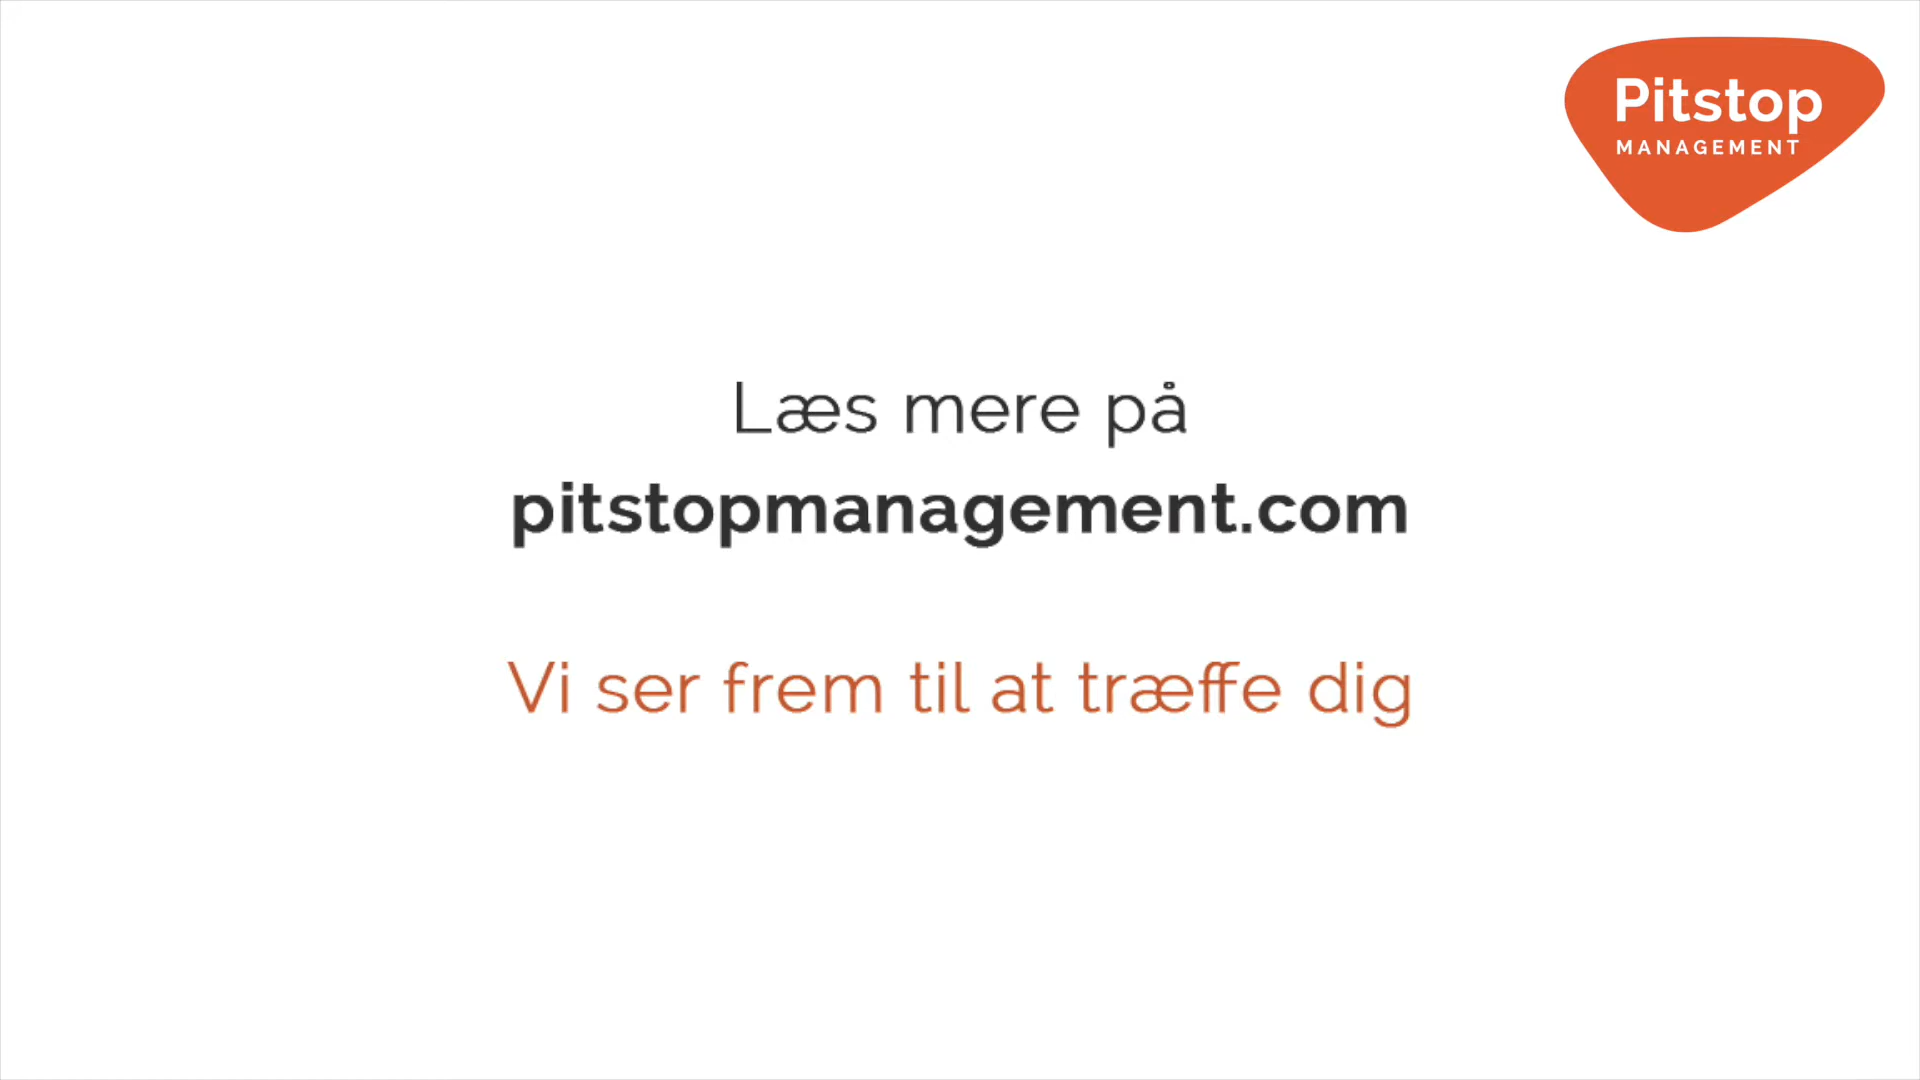 Pitstop
MANAGEMENT
Læs mere på
pitstopmanagement.com
Vi ser frem til at træffe dig